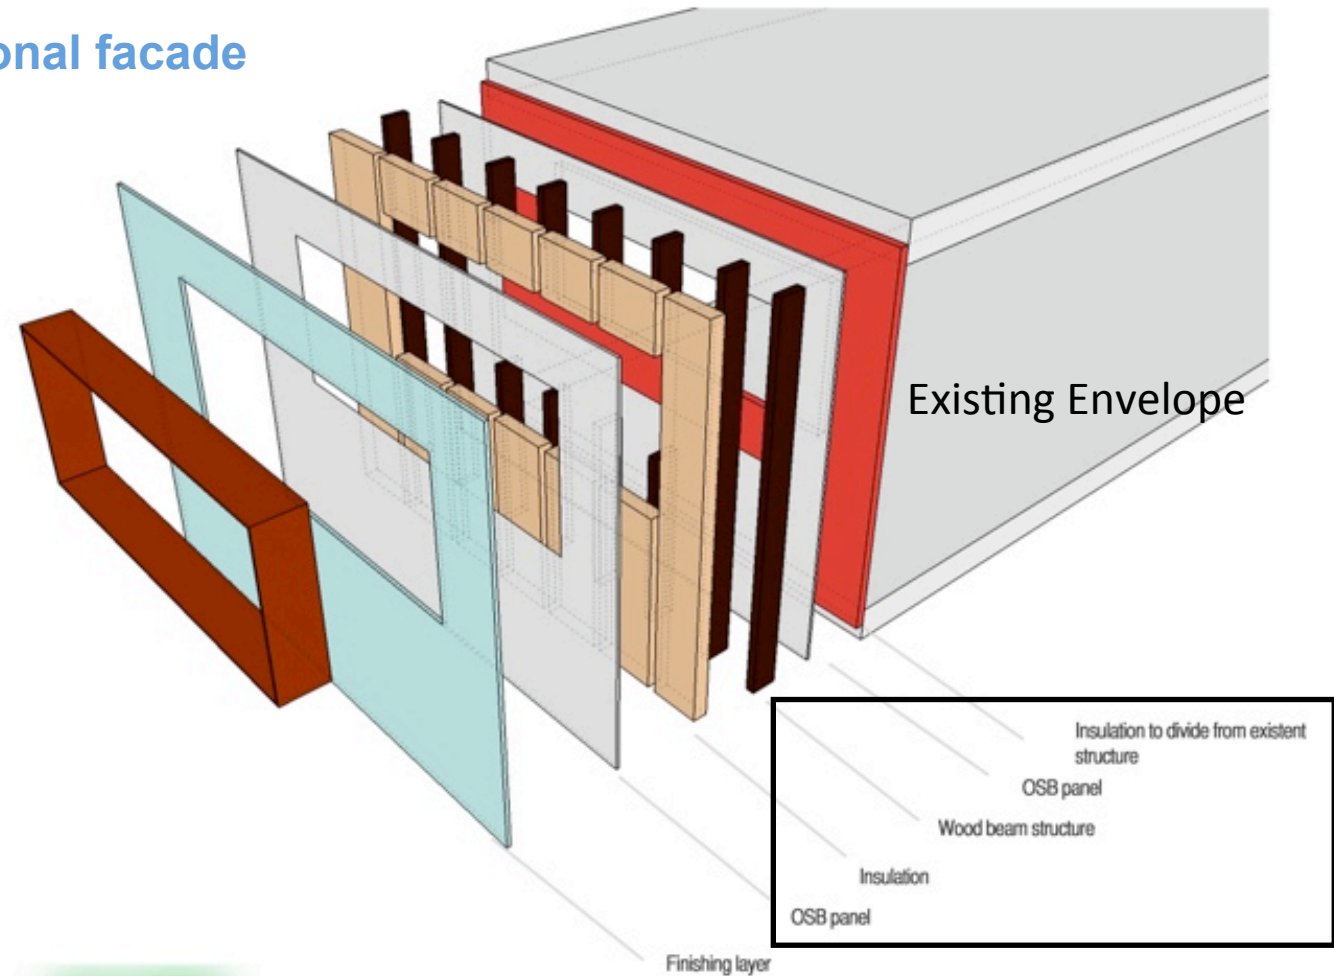 onal facade
Existing Envelope
Insulation to divide from existent
structure
OSB panel
Wood beam structure
Insulation
OSB panel
Finishing layer